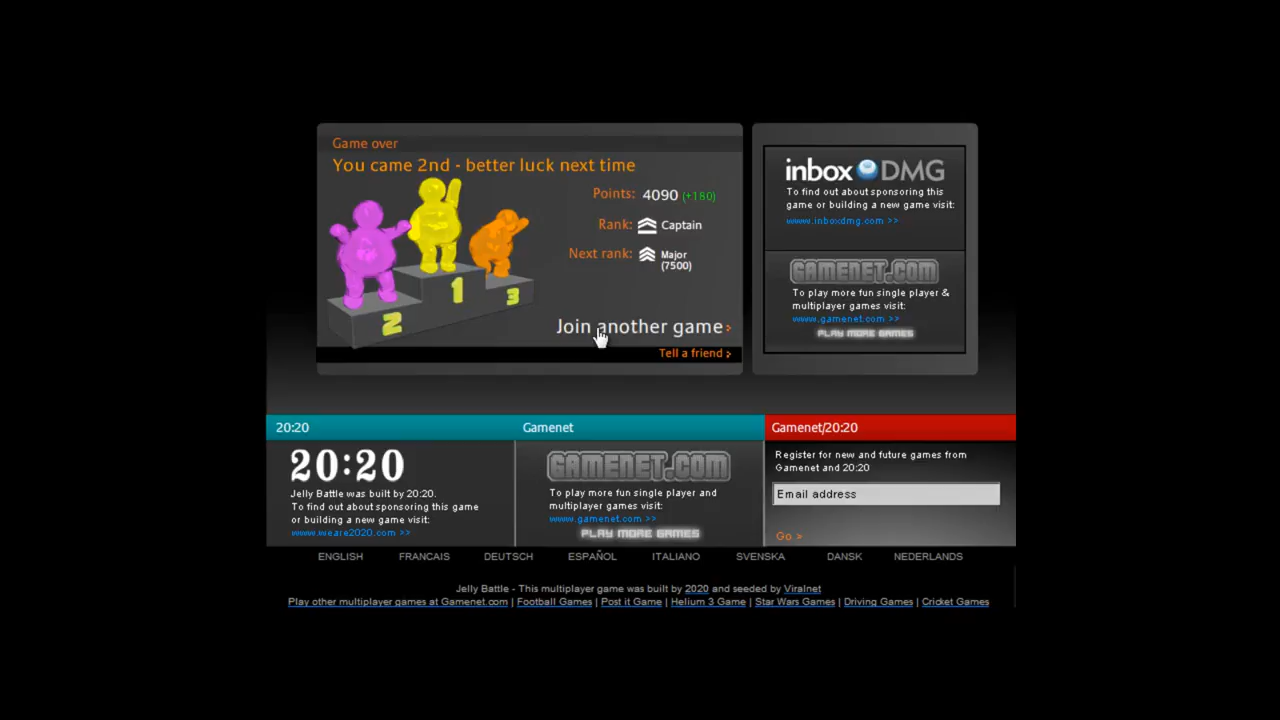 Game over
You came 2nd - better luck next time
Points: 4090 (+180)
Rank: Captain
Next rank: Major
(7500)
1
2
3
Join another game
Tell a friend
inbox DMG
To find out about sponsoring this
game or building a new game visit:
www.inboxdmg.com >>
GAMENET.COM
To play more fun single player &
multiplayer games visit:
www.gamenet.com >>
PLAY MORE GAMES
20:20
20:20
Jelly Battle was built by 20:20.
To find out about sponsoring this game
or building a new game visit:
www.weare2020.com >>
Gamenet
GAMENET.COM
To play more fun single player and
multiplayer games visit:
www.gamenet.com >>
PLAY MORE GAMES
Gamenet/20:20
Register for new and future games from
Gamenet and 20:20
Email address
Go >
ENGLISH FRANCAIS DEUTSCH ESPAÑOL ITALIANO SVENSKA DANSK NEDERLANDS
Jelly Battle - This multiplayer game was built by 2020 and seeded by Viralnet
Play other multiplayer games at Gamenet.com | Football Games | Post it Game | Helium 3 Game | Star Wars Games | Driving Games | Cricket Games